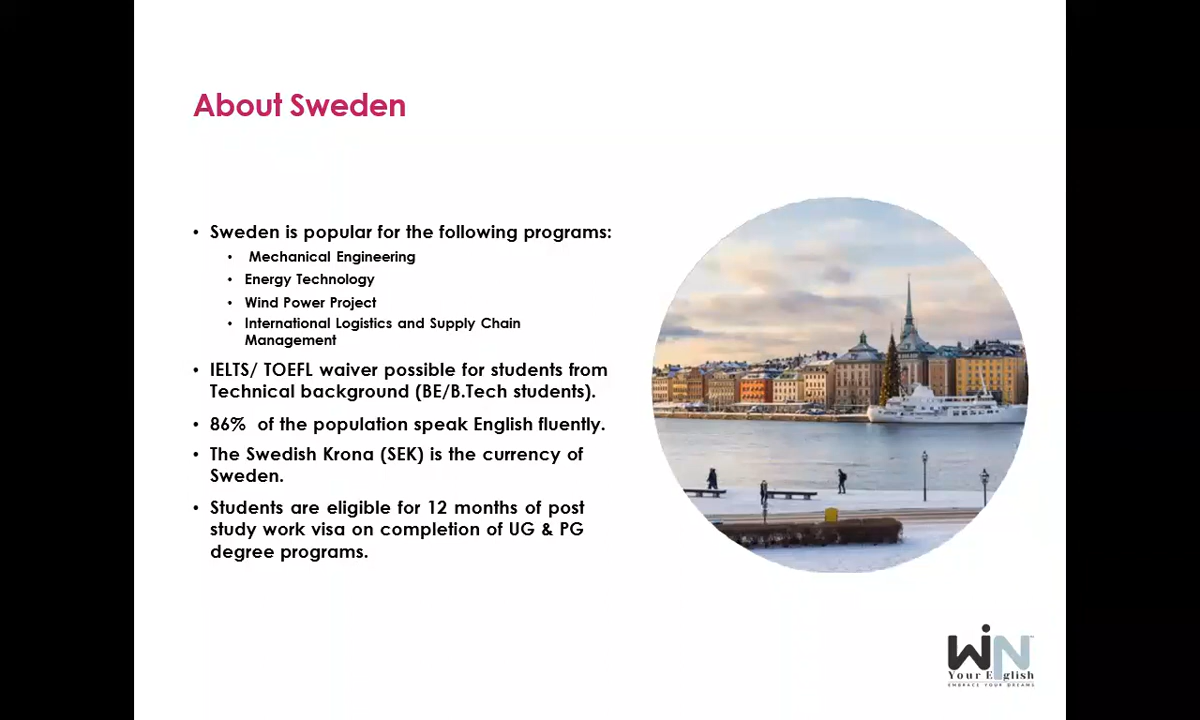 About Sweden
• Sweden is popular for the following programs:
• Mechanical Engineering
• Energy Technology
• Wind Power Project
• International Logistics and Supply Chain
Management
• IELTS/ TOEFL waiver possible for students from
Technical background (BE/B.Tech students).
• 86%  of the population speak English fluently.
• The Swedish Krona (SEK) is the currency of
Sweden.
• Students are eligible for 12 months of post
study work visa on completion of UG & PG
degree programs.
WiN
Your English
EMBRACE YOUR DREAMS